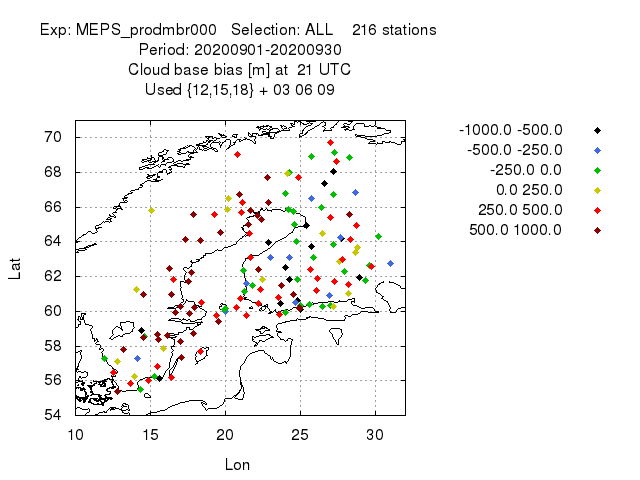 Exp: MEPS_prodmbr000   Selection: ALL    216 stations
Period: 20200901-20200930
Cloud base bias [m] at  21 UTC
Used {12,15,18} + 03 06 09
-1000.0 -500.0
-500.0 -250.0
-250.0 0.0
0.0 250.0
250.0 500.0
500.0 1000.0
70
68
66
64
62
60
58
56
54
Lat
10 15 20 25 30
Lon